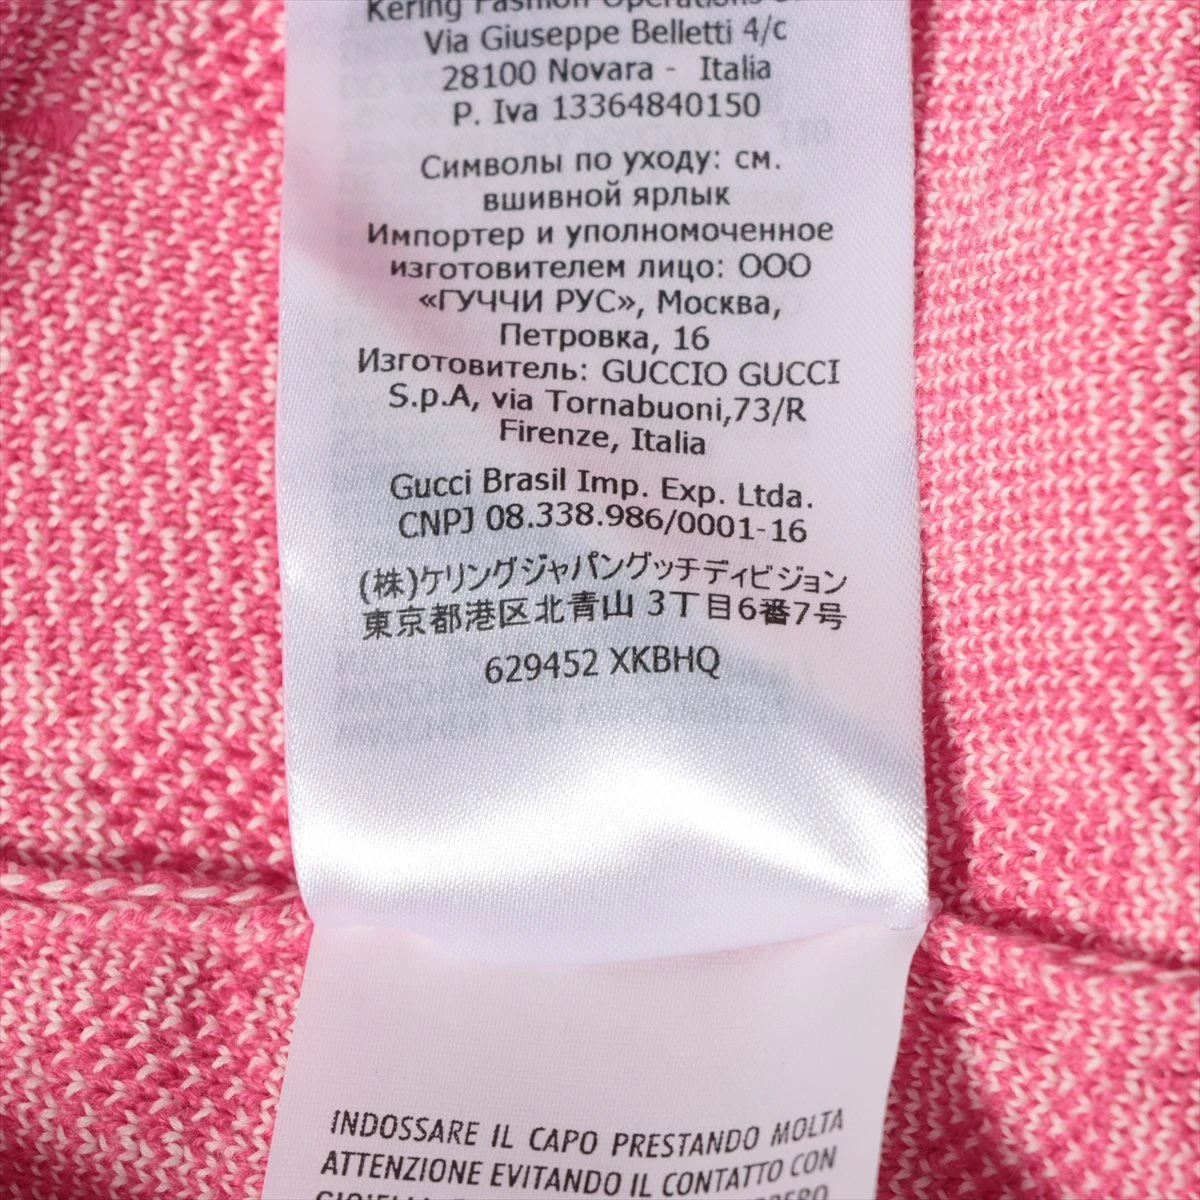 Kering Fashion Operations
Via Giuseppe Belletti 4/c
28100 Novara - Italia
P. Iva 13364840150
Символы по уходу: см.
вшивной ярлык
Импортер и уполномоченное
изготовителем лицо: ООО
«ГУЧЧИ РУС», Москва,
Петровка, 16
Изготовитель: GUCCIO GUCCI
S.p.A, via Tornabuoni,73/R
Firenze, Italia
Gucci Brasil Imp. Exp. Ltda.
CNPJ 08.338.986/0001-16
(株)ケリングジャパングッチディビジョン
東京都港区北青山 3丁目6番7号
629452 XKBHQ
INDOSSARE IL CAPO PRESTANDO MOLTA
ATTENZIONE EVITANDO IL CONTATTO CON